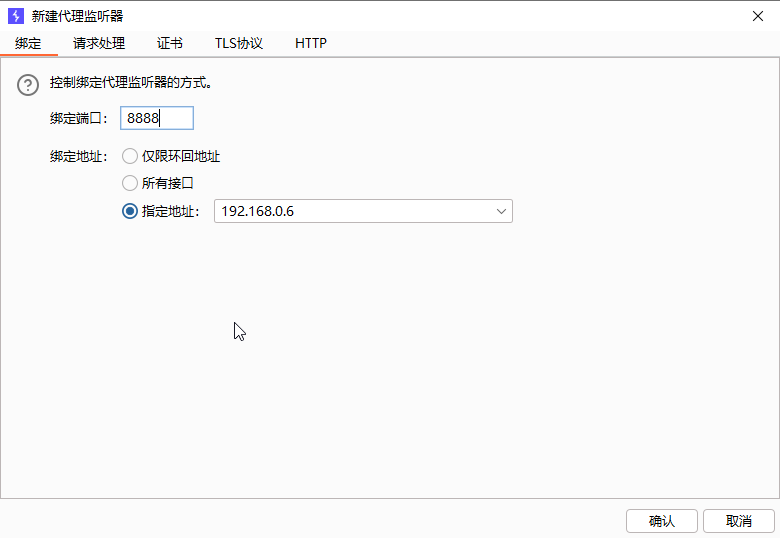 新建代理监听器
绑定 请求处理 证书 TLS协议 HTTP
控制绑定代理监听器的方式。
绑定端口： 8888
绑定地址： 仅限环回地址
所有接口
指定地址： 192.168.0.6
确认 取消